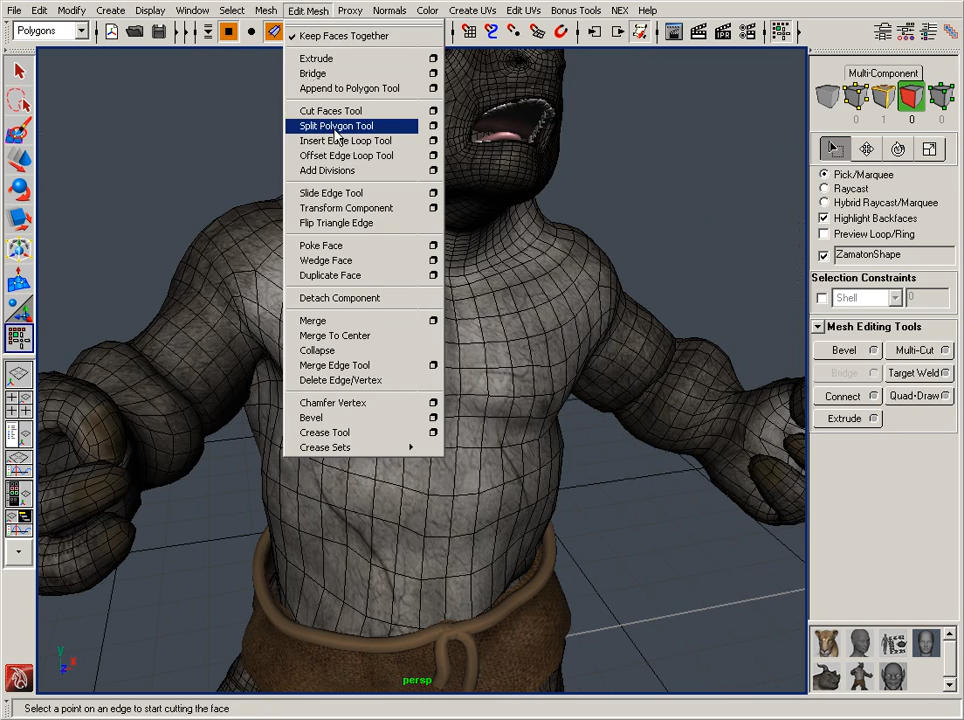 File Edit Modify Create Display Window Select Mesh Edit Mesh Proxy Normals Color Create UVs Edit UVs Bonus Tools NEX Help
Polygons
Keep Faces Together
Extrude
Bridge
Append to Polygon Tool
Cut Faces Tool
Split Polygon Tool
Insert Edge Loop Tool
Offset Edge Loop Tool
Add Divisions
Slide Edge Tool
Transform Component
Flip Triangle Edge
Poke Face
Wedge Face
Duplicate Face
Detach Component
Merge
Merge To Center
Collapse
Merge Edge Tool
Delete Edge/Vertex
Chamfer Vertex
Bevel
Crease Tool
Crease Sets
Multi-Component
0 1 0 0
Pick/Marquee
Raycast
Hybrid Raycast/Marquee
Highlight Backfaces
Preview Loop/Ring
ZamatonShape
Selection Constraints
Shell 0
Mesh Editing Tools
Bevel Multi-Cut
Bridge Target Weld
Connect Quad-Draw
Extrude
y
z x
persp
Select a point on an edge to start cutting the face